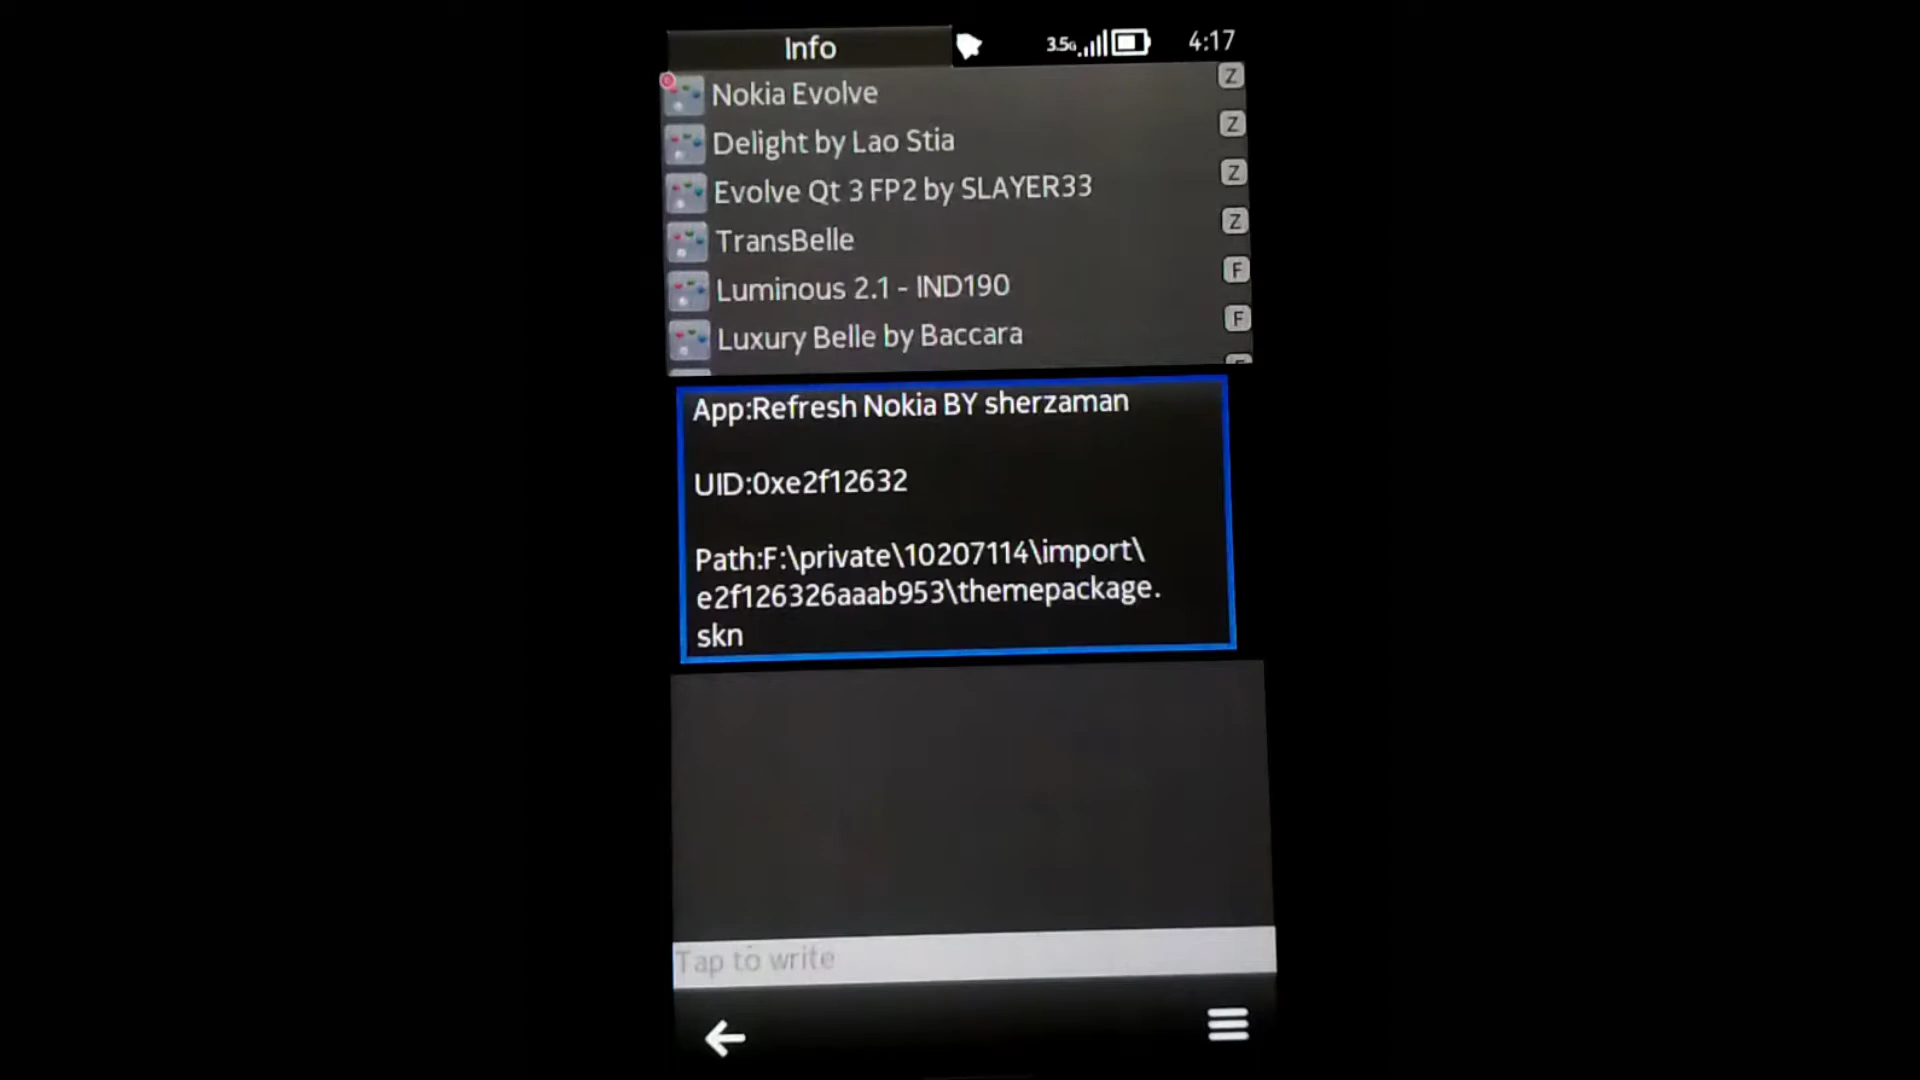 Info
3.5G
4:17
Nokia Evolve
Z
Delight by Lao Stia
Z
Evolve Qt 3 FP2 by SLAYER33
Z
TransBelle
Z
Luminous 2.1 - IND190
F
Luxury Belle by Baccara
F
App:Refresh Nokia BY sherzaman
UID:0xe2f12632
Path:F:\private\10207114\import\
e2f126326aaab953\themepackage.
skn
Tap to write